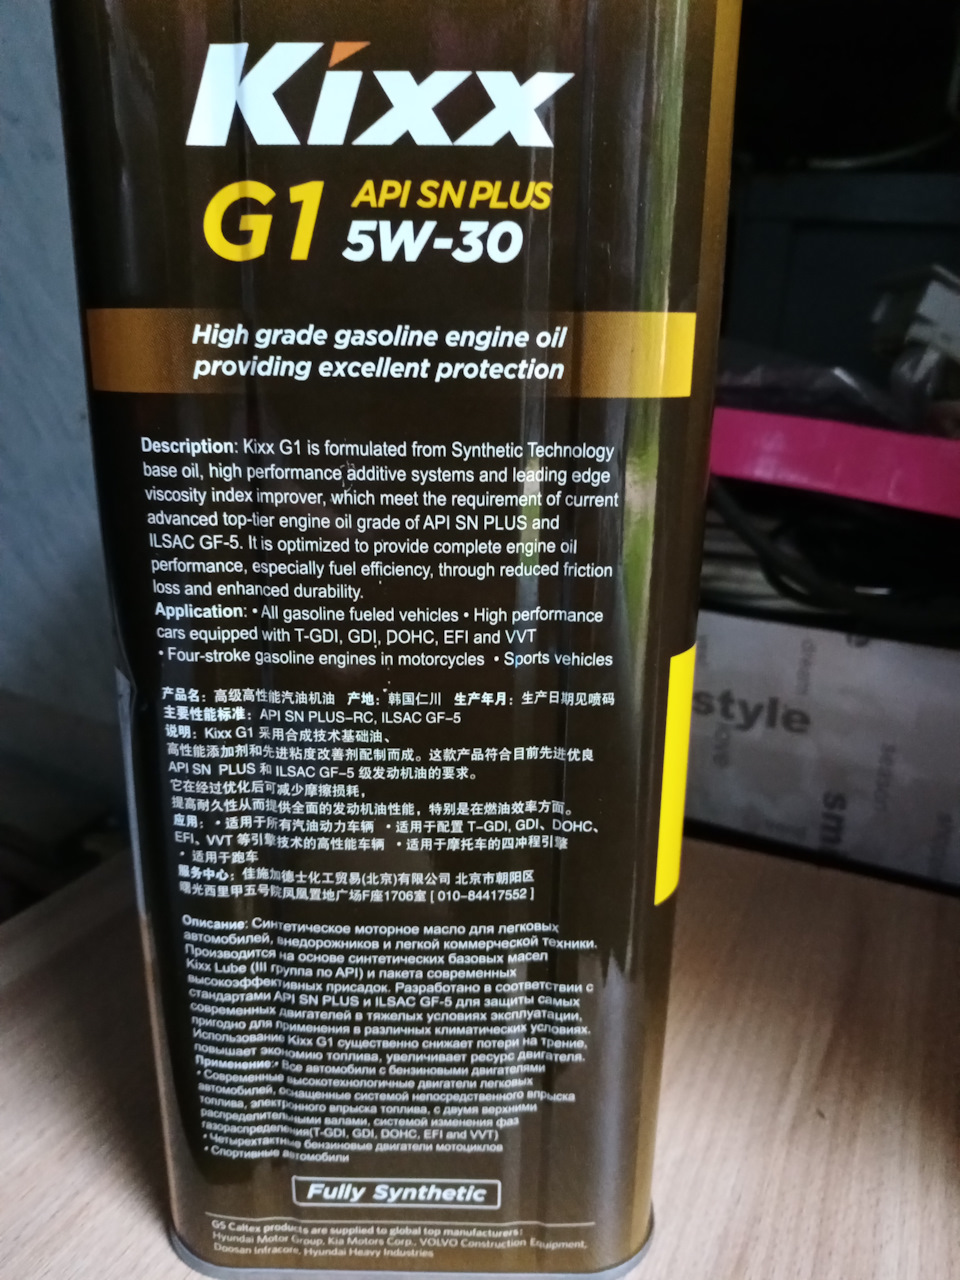 Kixx
G1 API SN PLUS
5W-30
High grade gasoline engine oil
providing excellent protection
Description: Kixx G1 is formulated from Synthetic Technology
base oil, high performance additive systems and leading edge
viscosity index improver, which meet the requirement of current
advanced top-tier engine oil grade of API SN PLUS and
ILSAC GF-5. It is optimized to provide complete engine oil
performance, especially fuel efficiency, through reduced friction
loss and enhanced durability.
Application: • All gasoline fueled vehicles • High performance
cars equipped with T-GDI, GDI, DOHC, EFI and VVT
• Four-stroke gasoline engines in motorcycles • Sports vehicles
产品名：高级高性能汽油机油 产地：韩国仁川 生产年月：生产日期见喷码
主要性能标准：API SN PLUS-RC, ILSAC GF-5
说明：Kixx G1 采用合成技术基础油、
高性能添加剂和先进粘度改善剂配制而成。这款产品符合目前先进优良
API SN PLUS 和 ILSAC GF-5 级发动机油的要求。
它在经过优化后可减少摩擦损耗，
提高耐久性从而提供全面的发动机油性能，特别是在燃油效率方面。
应用：• 适用于所有汽油动力车辆 • 适用于配置 T-GDI, GDI、DOHC、
EFI、VVT 等引擎技术的高性能车辆 • 适用于摩托车的四冲程引擎
• 适用于跑车
服务中心：佳施加德士化工贸易(北京)有限公司 北京市朝阳区
曙光西里甲五号院凤凰置地广场F座1706室 [ 010-84417552 ]
Описание: Синтетическое моторное масло для легковых
автомобилей, внедорожников и легкой коммерческой техники.
Производится на основе синтетических базовых масел
Kixx Lube (III группа по API) и пакета современных
высокоэффективных присадок. Разработано в соответствии с
стандартами API SN PLUS и ILSAC GF-5 для защиты самых
современных двигателей в тяжелых условиях эксплуатации,
пригодно для применения в различных климатических условиях.
Использование Kixx G1 существенно снижает потери на трение,
повышает экономию топлива, увеличивает ресурс двигателя.
Применение:• Все автомобили с бензиновыми двигателями
• Современные высокотехнологичные двигатели легковых
автомобилей, оснащенные системой непосредственного впрыска
топлива, электронного впрыска топлива, с двумя верхними
распределительными валами, системой изменения фаз
газораспределения(T-GDI, GDI, DOHC, EFI and VVT)
• Четырехтактные бензиновые двигатели мотоциклов
• Спортивные автомобили
Fully Synthetic
GS Caltex products are supplied to global top manufacturers:
Hyundai Motor Group, Kia Motors Corp., VOLVO Construction Equipment,
Doosan Infracore, Hyundai Heavy Industries
style